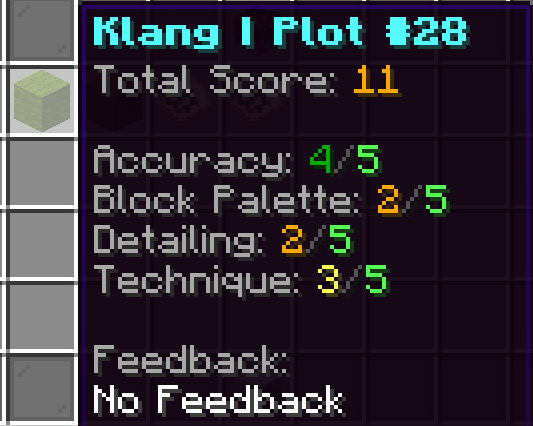 Klang | Plot #28
Total Score: 11
Accuracy: 4/5
Block Palette: 2/5
Detailing: 2/5
Technique: 3/5
Feedback:
No Feedback